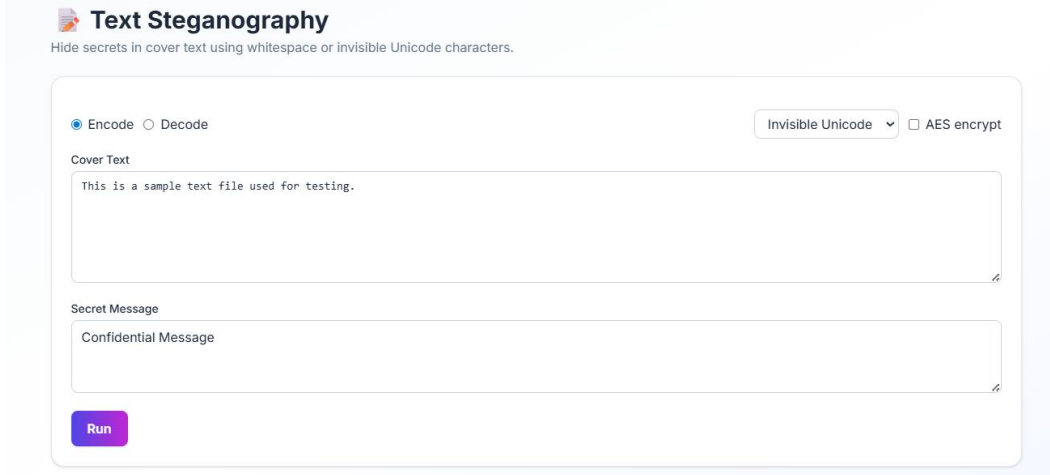 📝 Text Steganography
Hide secrets in cover text using whitespace or invisible Unicode characters.
Encode Decode Invisible Unicode AES encrypt
Cover Text
This is a sample text file used for testing.
Secret Message
Confidential Message
Run